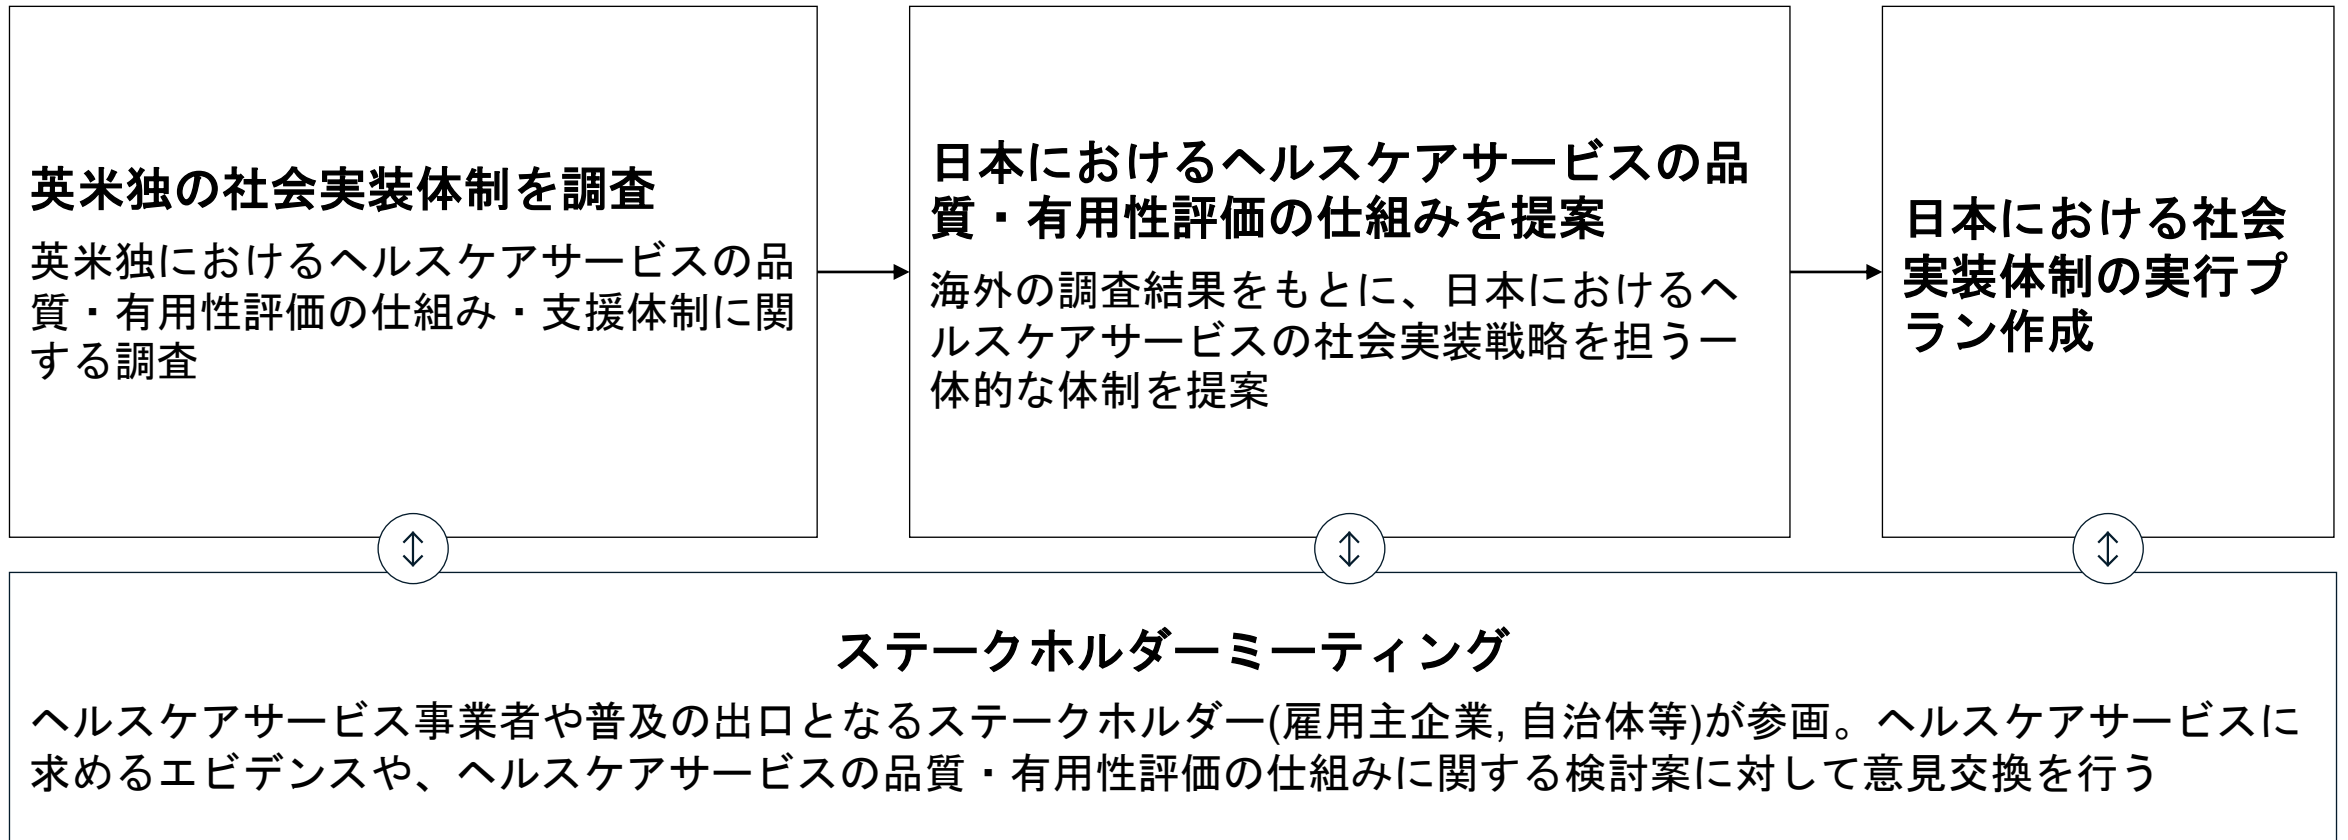 英米独の社会実装体制を調査
英米独におけるヘルスケアサービスの品
質・有用性評価の仕組み・支援体制に関
する調査
日本におけるヘルスケアサービスの品
質・有用性評価の仕組みを提案
海外の調査結果をもとに、日本におけるヘ
ルスケアサービスの社会実装戦略を担う一
体的な体制を提案
日本における社会
実装体制の実行プ
ラン作成
ステークホルダーミーティング
ヘルスケアサービス事業者や普及の出口となるステークホルダー(雇用主企業, 自治体等)が参画。ヘルスケアサービスに
求めるエビデンスや、ヘルスケアサービスの品質・有用性評価の仕組みに関する検討案に対して意見交換を行う